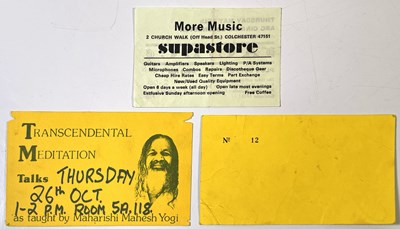 More Music
2 CHURCH WALK (Off Head St.) COLCHESTER 47151
supastore
Guitars Amplifiers Speakers Lighting P/A Systems
Microphones Combos Repairs Discotheque Gear
Cheap Hire Rates Easy Terms Part Exchange
New/Used Quality Equipment
Open 6 days a week (all day) Open late most evenings
Exclusive Sunday afternoon opening Free Coffee
TRANSCENDENTAL
MEDITATION
Talks THURSDAY
26th OCT.
1-2 P.M. ROOM 5A,118.
as taught by Maharishi Mahesh Yogi
No 12